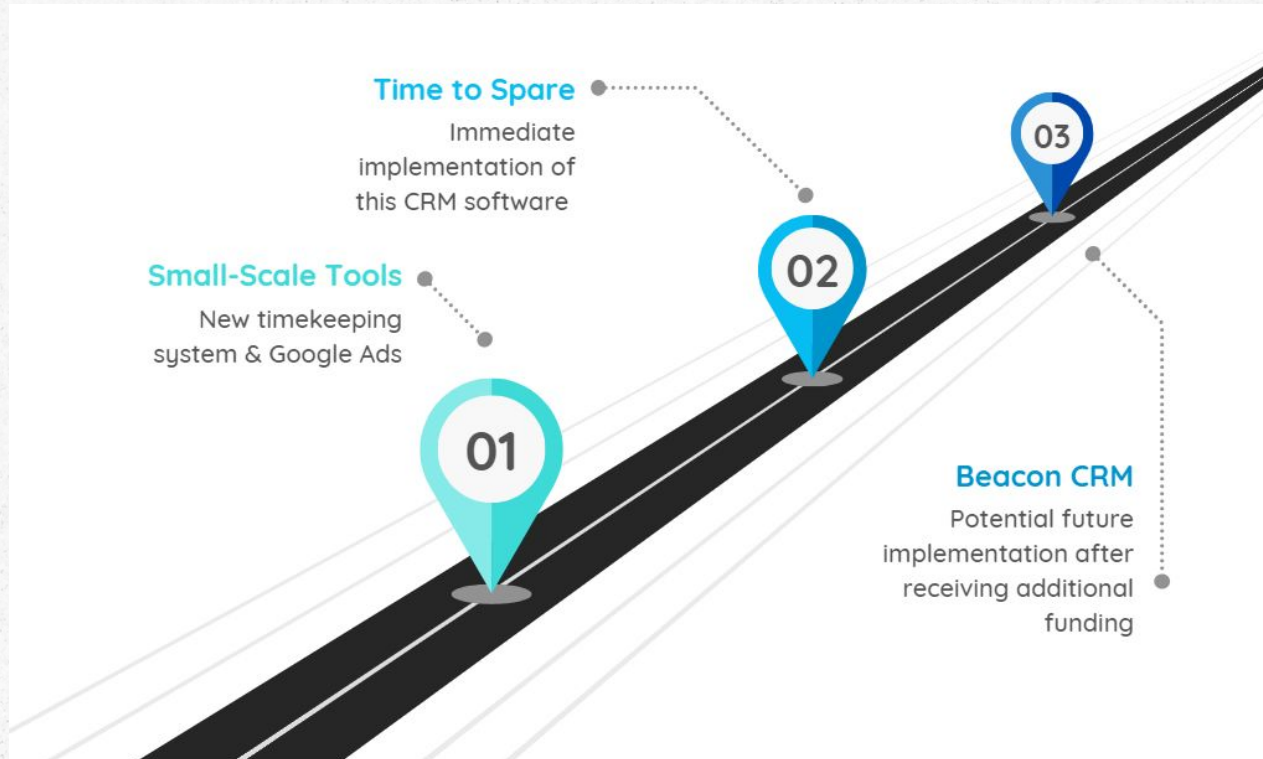 Time to Spare
Immediate
implementation of
this CRM software
03
02
Small-Scale Tools
New timekeeping
system & Google Ads
01
Beacon CRM
Potential future
implementation after
receiving additional
funding